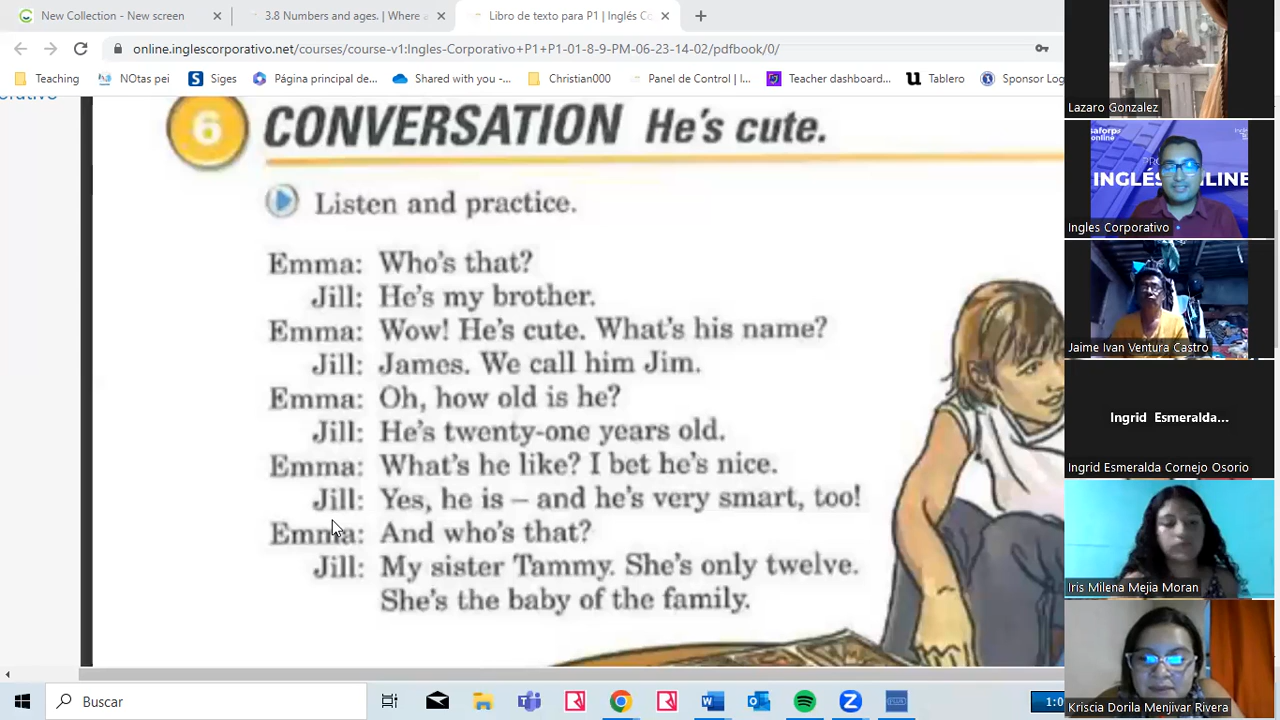 New Collection - New screen
3.8 Numbers and ages. | Where a
Libro de texto para P1 | Inglés Co
online.inglescorporativo.net/courses/course-v1:Ingles-Corporativo+P1+P1-01-8-9-PM-06-23-14-02/pdfbook/0/
Teaching
NOtas pei
Siges
Página principal de...
Shared with you -...
Christian000
Panel de Control | I...
Teacher dashboard...
Tablero
Sponsor Log
orativo
6 CONVERSATION He's cute.
Listen and practice.
Emma: Who's that?
Jill: He's my brother.
Emma: Wow! He's cute. What's his name?
Jill: James. We call him Jim.
Emma: Oh, how old is he?
Jill: He's twenty-one years old.
Emma: What's he like? I bet he's nice.
Jill: Yes, he is – and he's very smart, too!
Emma: And who's that?
Jill: My sister Tammy. She's only twelve.
She's the baby of the family.
Lazaro Gonzalez
online
INGLÉS
LINE
Ingles Corporativo
Jaime Ivan Ventura Castro
Ingrid Esmeralda...
Ingrid Esmeralda Cornejo Osorio
Iris Milena Mejia Moran
Kriscia Dorila Menjivar Rivera
Buscar
1:0